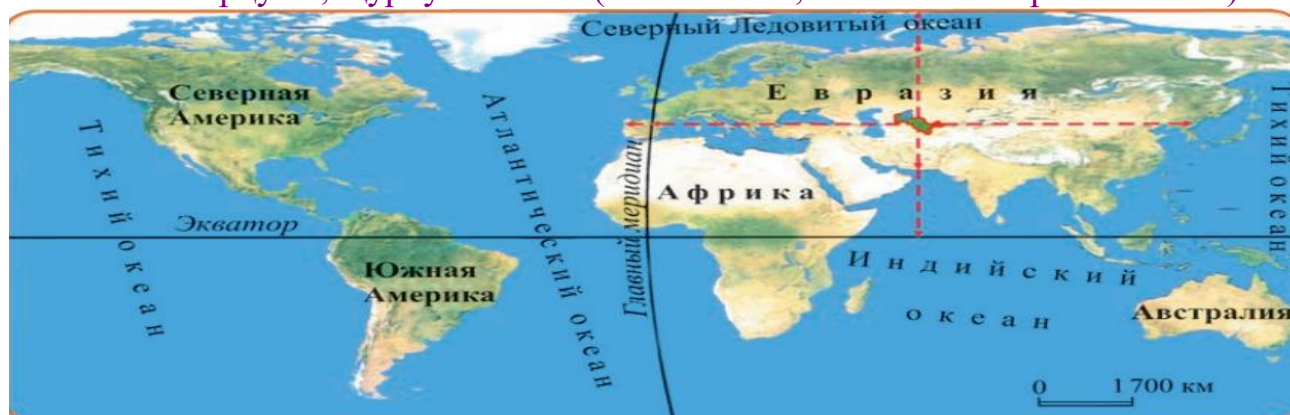 Северный Ледовитый океан
Северная
Америка
Евразия
Тихий океан
Атлантический океан
Главный меридиан
Африка
Тихий океан
Экватор
Южная
Америка
Индийский
океан
Австралия
0 1 700 км